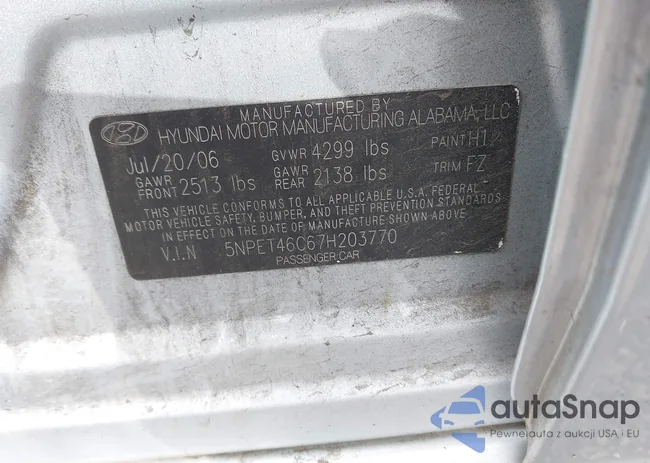 MANUFACTURED BY
HYUNDAI MOTOR MANUFACTURING ALABAMA, LLC
Jul/20/06 GVWR 4299 lbs PAINT H1
GAWR FRONT 2513 lbs GAWR REAR 2138 lbs TRIM FZ
THIS VEHICLE CONFORMS TO ALL APPLICABLE U.S.A. FEDERAL
MOTOR VEHICLE SAFETY, BUMPER, AND THEFT PREVENTION STANDARDS
IN EFFECT ON THE DATE OF MANUFACTURE SHOWN ABOVE
V.I.N 5NPET46C67H203770
PASSENGER CAR
autaSnap
Pewneiauta z aukcji USA i EU